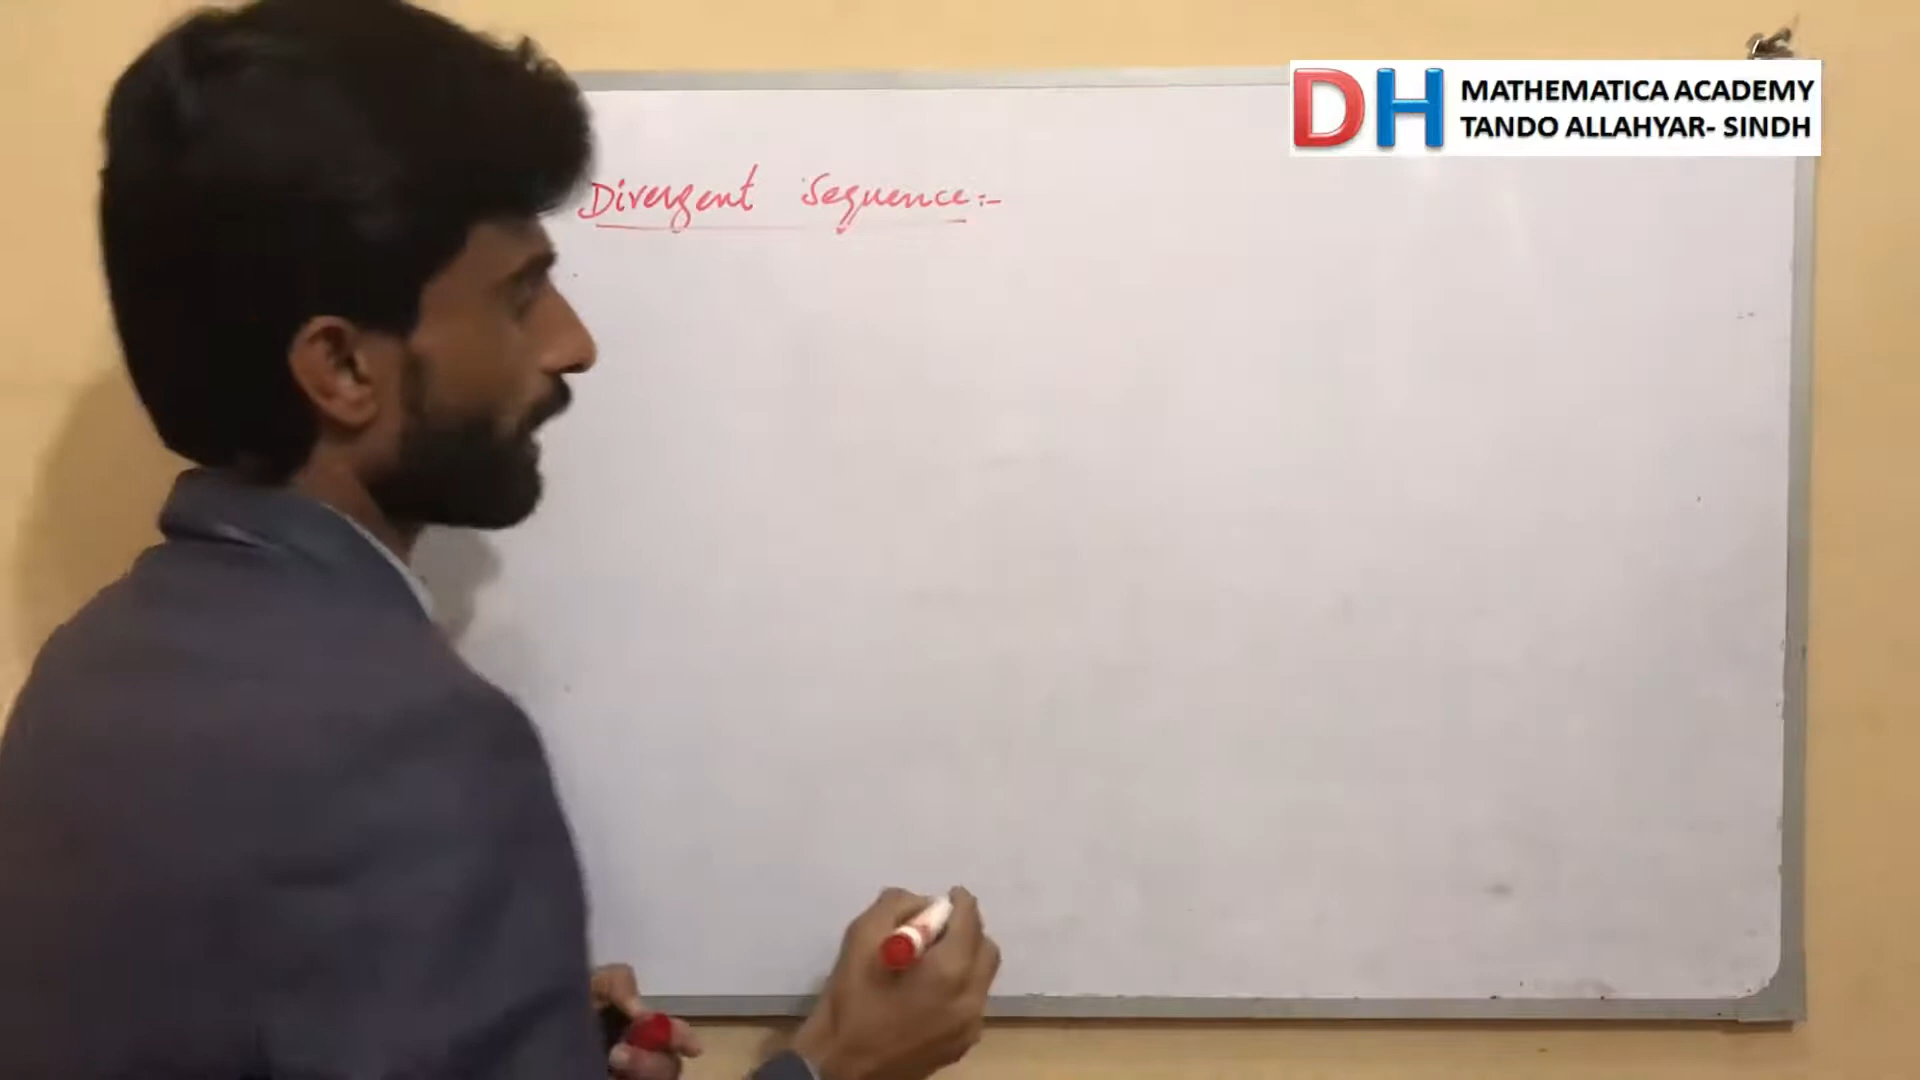 DH MATHEMATICA ACADEMY
TANDO ALLAHYAR- SINDH
Divergent Sequence:-